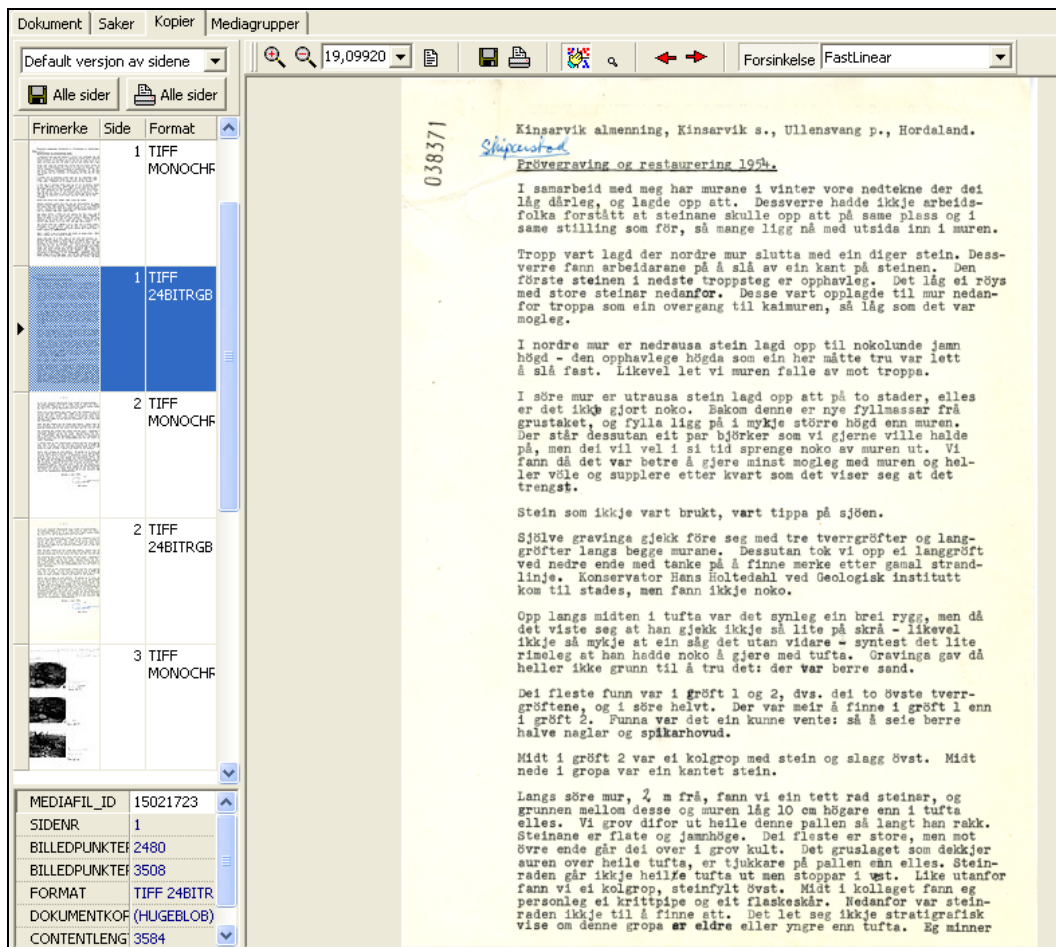 Dokument Saker Kopier Mediagrupper
Default versjon av sidene
19,09920
Forsinkelse FastLinear
Alle sider Alle sider
Frimerke Side Format
1 TIFF
MONOCHR
1 TIFF
24BITRGB
2 TIFF
MONOCHR
2 TIFF
24BITRGB
3 TIFF
MONOCHR
MEDIAFIL_ID 15021723
SIDENR 1
BILLEDPUNKTER 2480
BILLEDPUNKTER 3508
FORMAT TIFF 24BITR
DOKUMENTKOF (HUGEBLOB)
CONTENTLENG 3584
038371
Kinsarvik almenning, Kinsarvik s., Ullensvang p., Hordaland.
Skiparstod
Prövegraving og restaurering 1954.
I samarbeid med meg har murane i vinter vore nedtekne der dei
låg dårleg, og lagde opp att. Dessverre hadde ikkje arbeids-
folka forstått at steinane skulle opp att på same plass og i
same stilling som för, så mange ligg nå med utsida inn i muren.
Tropp vart lagd der nordre mur slutta med ein diger stein. Dess-
verre fann arbeidarane på å slå av ein kant på steinen. Den
förste steinen i nedste troppsteg er opphavleg. Det låg ei röys
med store steinar nedanfor. Desse vart opplagde til mur nedan-
for troppa som ein overgang til kaimuren, så låg som det var
mogleg.
I nordre mur er nedrausa stein lagd opp til nokolunde jamn
högd - den opphavlege högda som ein her måtte tru var lett
å slå fast. Likevel let vi muren falle av mot troppa.
I söre mur er utrausa stein lagd opp att på to stader, elles
er det ikkje gjort noko. Bakom denne er nye fyllmassar frå
grustaket, og fylla ligg på i mykje större högd enn muren.
Der står dessutan eit par björker som vi gjerne ville halde
på, men dei vil vel i si tid sprenge noko av muren ut. Vi
fann då det var betre å gjere minst mogleg med muren og hel-
ler völe og supplere etter kvart som det viser seg at det
trengst.
Stein som ikkje vart brukt, vart tippa på sjöen.
Sjölve gravinga gjekk före seg med tre tverrgröfter og lang-
gröfter langs begge murane. Dessutan tok vi opp ei langgröft
ved nedre ende med tanke på å finne merke etter gamal strand-
linje. Konservator Hans Holtedahl ved Geologisk institutt
kom til stades, men fann ikkje noko.
Opp langs midten i tufta var det synleg ein brei rygg, men då
det viste seg at han gjekk ikkje så lite på skrå - likevel
ikkje så mykje at ein såg det utan vidare - syntest det lite
rimeleg at han hadde noko å gjere med tufta. Gravinga gav då
heller ikke grunn til å tru det: der var berre sand.
Dei fleste funn var i gröft 1 og 2, dvs. dei to övste tverr-
gröftene, og i söre helvt. Der var meir å finne i gröft 1 enn
i gröft 2. Funna var det ein kunne vente: så å seie berre
halve naglar og spikarhovud.
Midt i gröft 2 var ei kolgrop med stein og slagg övst. Midt
nede i gropa var ein kantet stein.
Langs söre mur, 2 m frå, fann vi ein tett rad steinar, og
grunnen mellom desse og muren låg 10 cm högare enn i tufta
elles. Vi grov difor ut heile denne pallen så langt han rakk.
Steinane er flate og jamnhöge. Dei fleste er store, men mot
övre ende går dei over i grov kult. Det gruslaget som dekkjer
auren over heile tufta, er tjukkare på pallen enn elles. Stein-
raden går ikkje heile tufta ut men stoppar i vest. Like utanfor
fann vi ei kolgrop, steinfylt övst. Midt i kollaget fann eg
personleg ei krittpipe og eit flaskeskår. Nedanfor var stein-
raden ikkje til å finne att. Det let seg ikkje stratigrafisk
vise om denne gropa er eldre eller yngre enn tufta. Eg minner